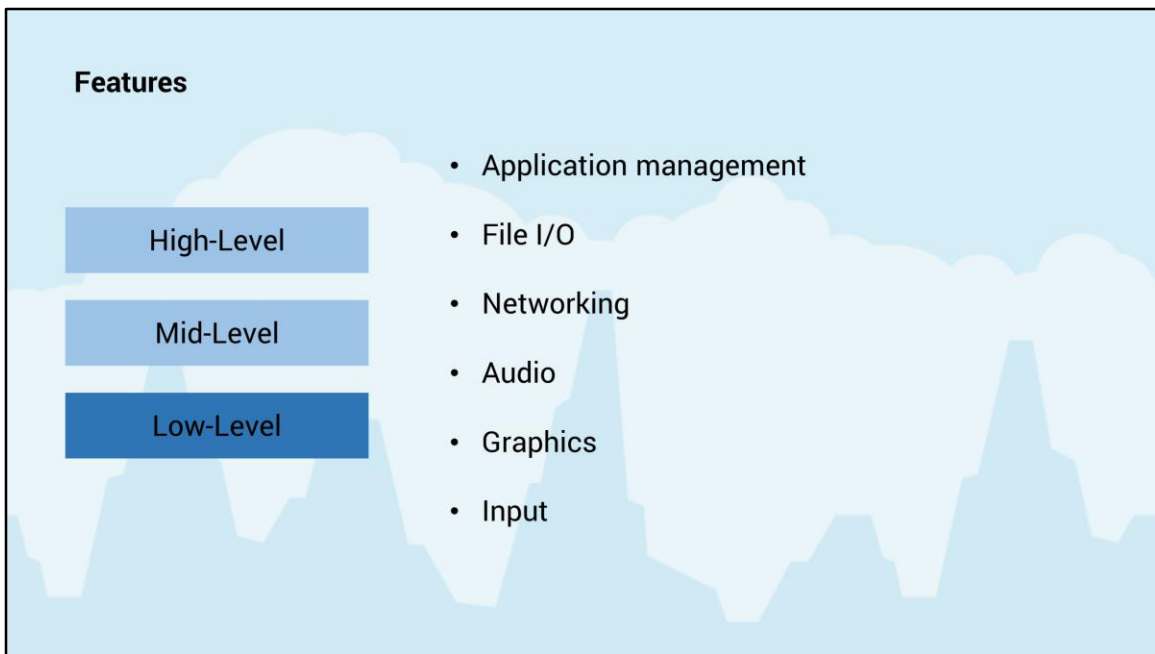 Features
High-Level
Mid-Level
Low-Level
• Application management
• File I/O
• Networking
• Audio
• Graphics
• Input